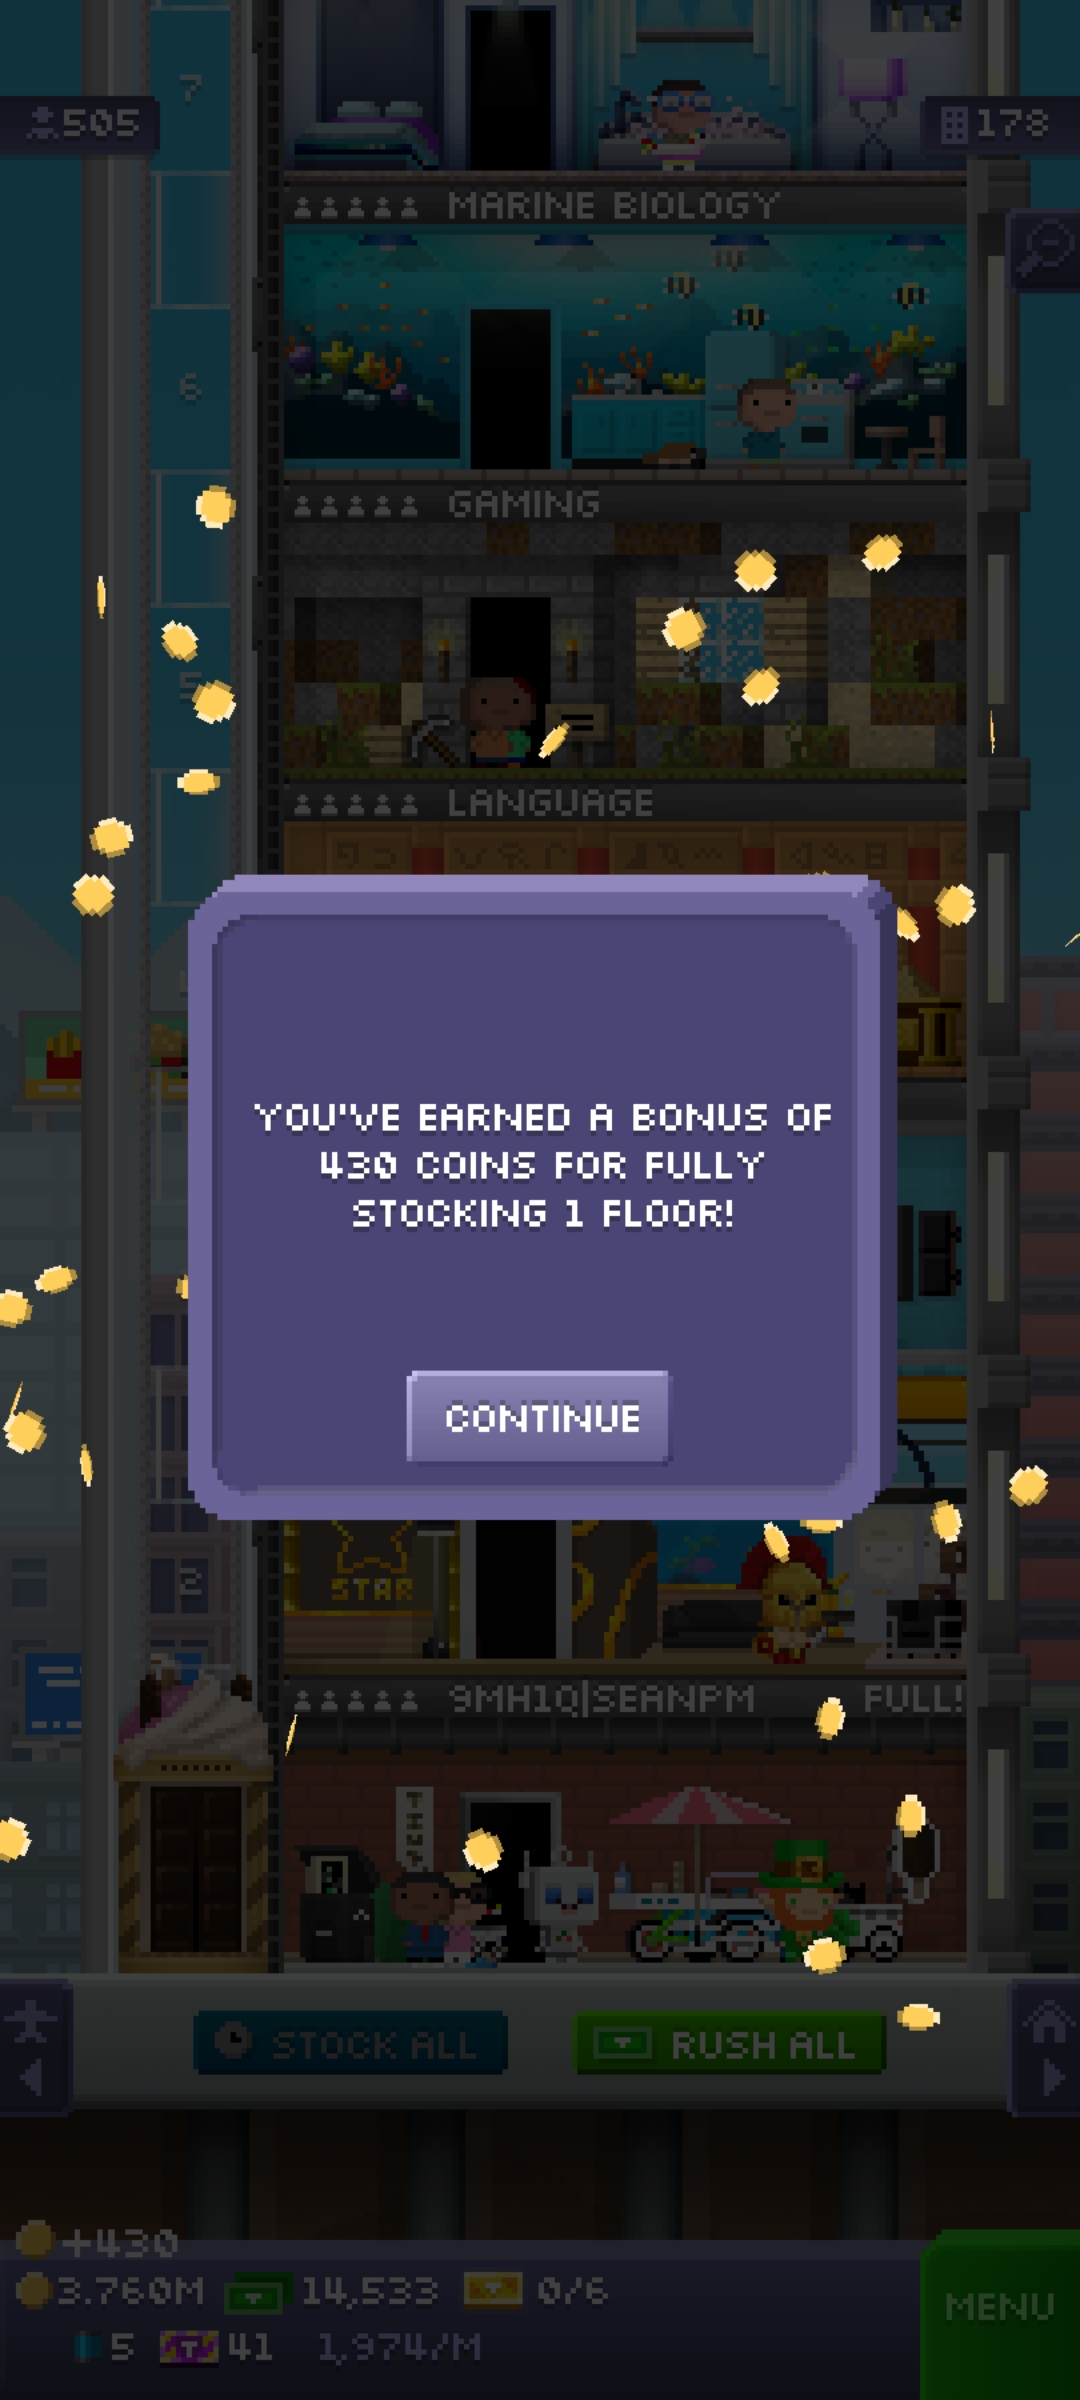 7
505
178
MARINE BIOLOGY
6
GAMING
5
LANGUAGE
YOU'VE EARNED A BONUS OF
430 COINS FOR FULLY
STOCKING 1 FLOOR!
CONTINUE
2
STAR
9MH1Q|SEANPM
FULL!
STOCK ALL
RUSH ALL
+430
3.760M
14,533
0/6
MENU
5
T
41
1,974/M